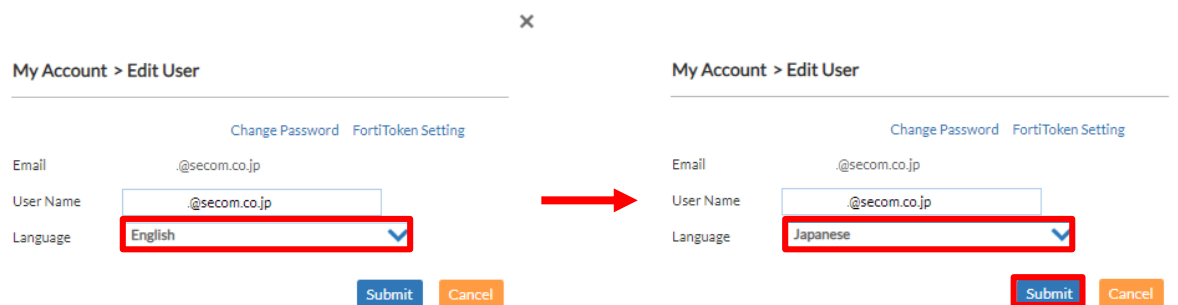 ×
My Account > Edit User
Change Password FortiToken Setting
Email .@secom.co.jp
User Name .@secom.co.jp
Language English
Submit Cancel
My Account > Edit User
Change Password FortiToken Setting
Email .@secom.co.jp
User Name .@secom.co.jp
Language Japanese
Submit Cancel